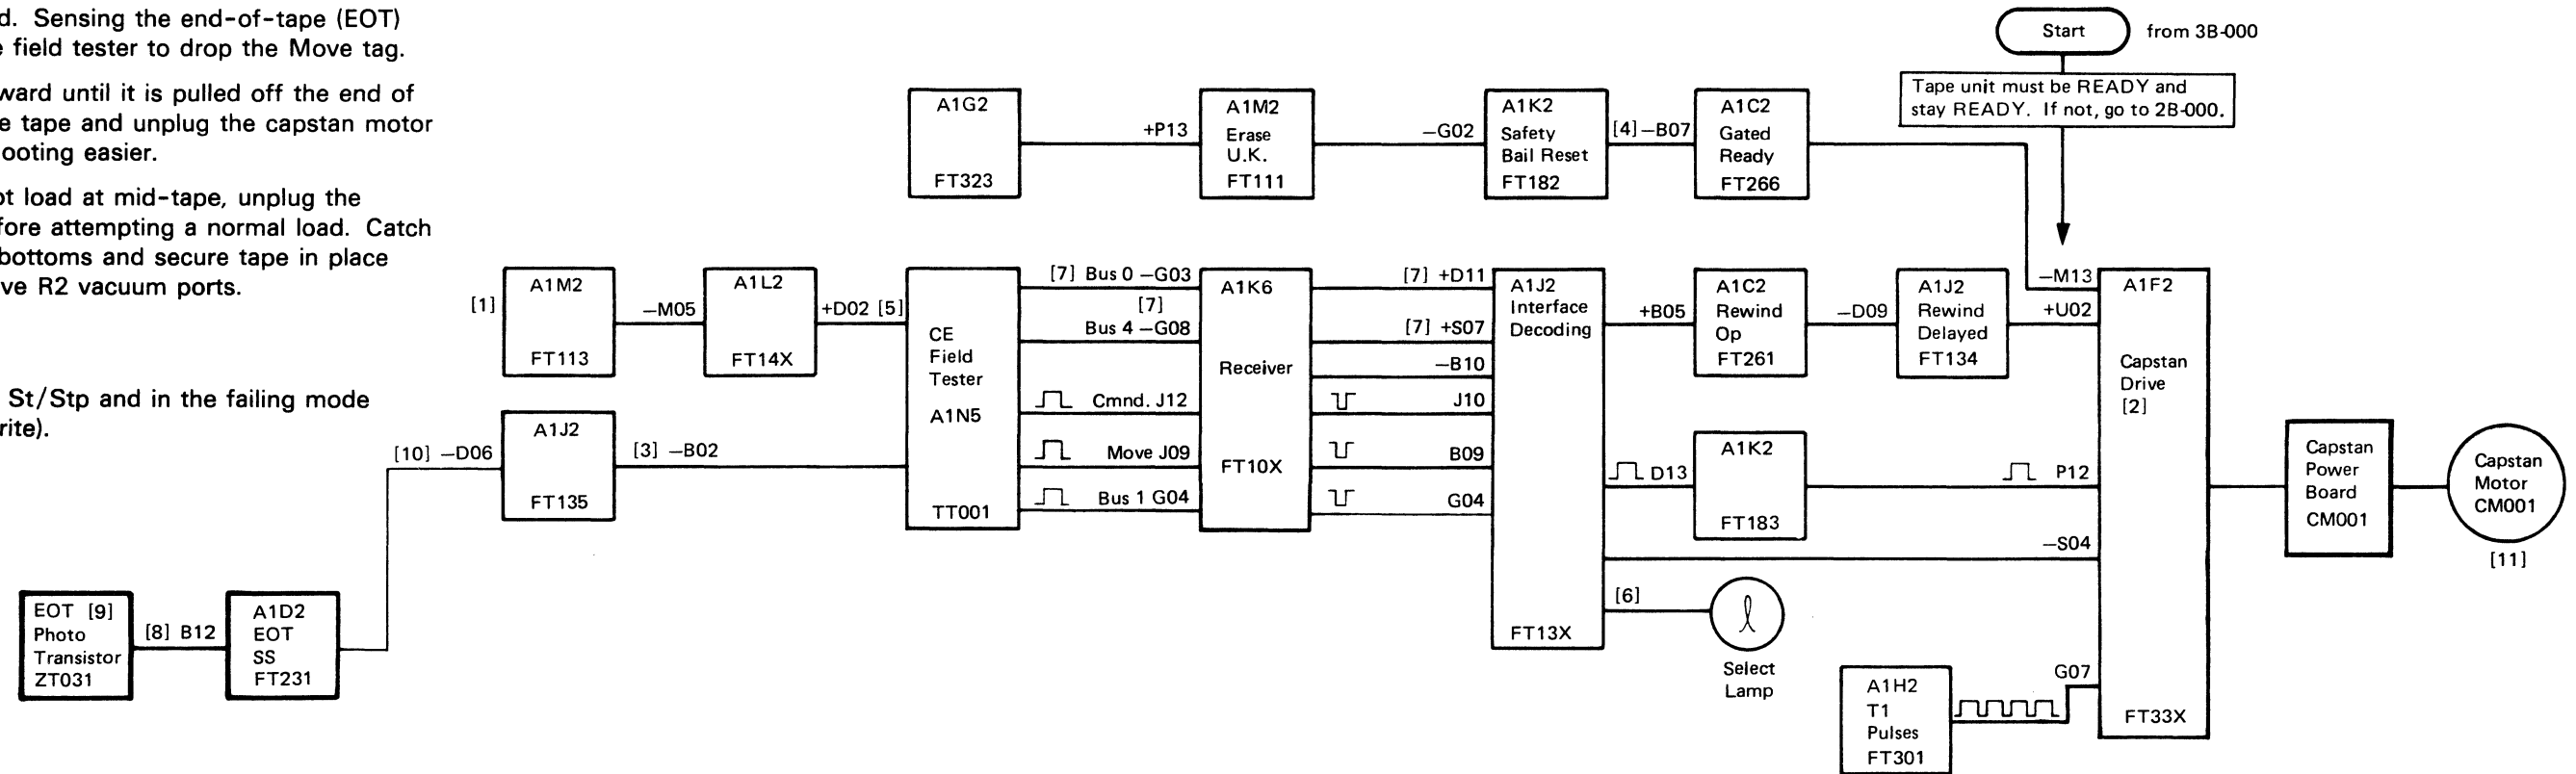 d. Sensing the end-of-tape (EOT)
e field tester to drop the Move tag.
ward until it is pulled off the end of
e tape and unplug the capstan motor
ooting easier.
ot load at mid-tape, unplug the
fore attempting a normal load. Catch
bottoms and secure tape in place
ve R2 vacuum ports.
St/Stp and in the failing mode
rite).
Start
from 3B-000
Tape unit must be READY and
stay READY. If not, go to 2B-000.
A1G2
FT323
+P13
A1M2
Erase
U.K.
FT111
—G02
A1K2
Safety
Bail Reset
FT182
[4] —B07
A1C2
Gated
Ready
FT266
[1]
A1M2
FT113
—M05
A1L2
FT14X
+D02 [5]
CE
Field
Tester
A1N5
TT001
[7] Bus 0 —G03
[7]
Bus 4 —G08
Cmnd. J12
Move J09
Bus 1 G04
A1K6
Receiver
FT10X
[7] +D11
[7] +S07
—B10
J10
B09
G04
A1J2
Interface
Decoding
FT13X
+B05
A1C2
Rewind
Op
FT261
—D09
A1J2
Rewind
Delayed
FT134
—M13
+U02
A1F2
Capstan
Drive
[2]
FT33X
[10] —D06
A1J2
FT135
[3] —B02
D13
A1K2
FT183
P12
—S04
[6]
Select
Lamp
Capstan
Power
Board
CM001
Capstan
Motor
CM001
[11]
EOT [9]
Photo
Transistor
ZT031
[8] B12
A1D2
EOT
SS
FT231
A1H2
T1
Pulses
FT301
G07